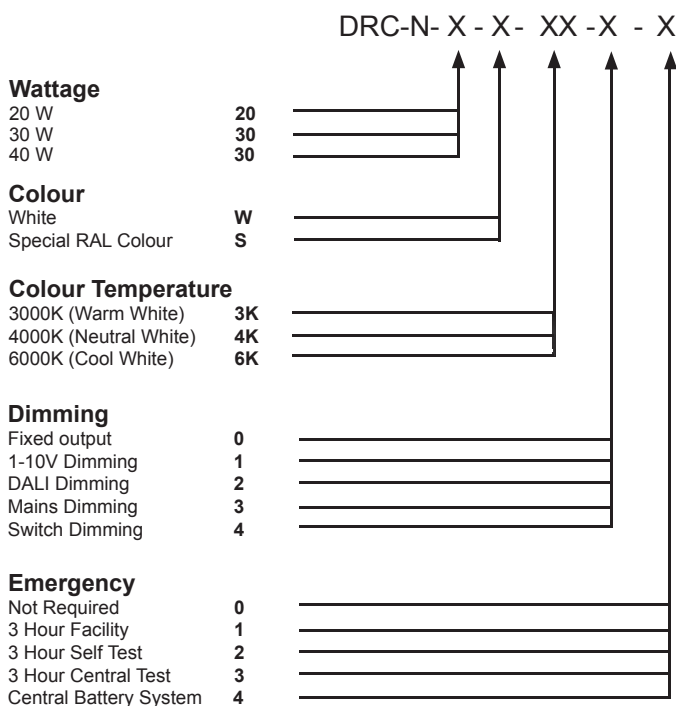 DRC-N- X - X - XX - X - X
Wattage
20 W 20
30 W 30
40 W 30
Colour
White W
Special RAL Colour S
Colour Temperature
3000K (Warm White) 3K
4000K (Neutral White) 4K
6000K (Cool White) 6K
Dimming
Fixed output 0
1-10V Dimming 1
DALI Dimming 2
Mains Dimming 3
Switch Dimming 4
Emergency
Not Required 0
3 Hour Facility 1
3 Hour Self Test 2
3 Hour Central Test 3
Central Battery System 4